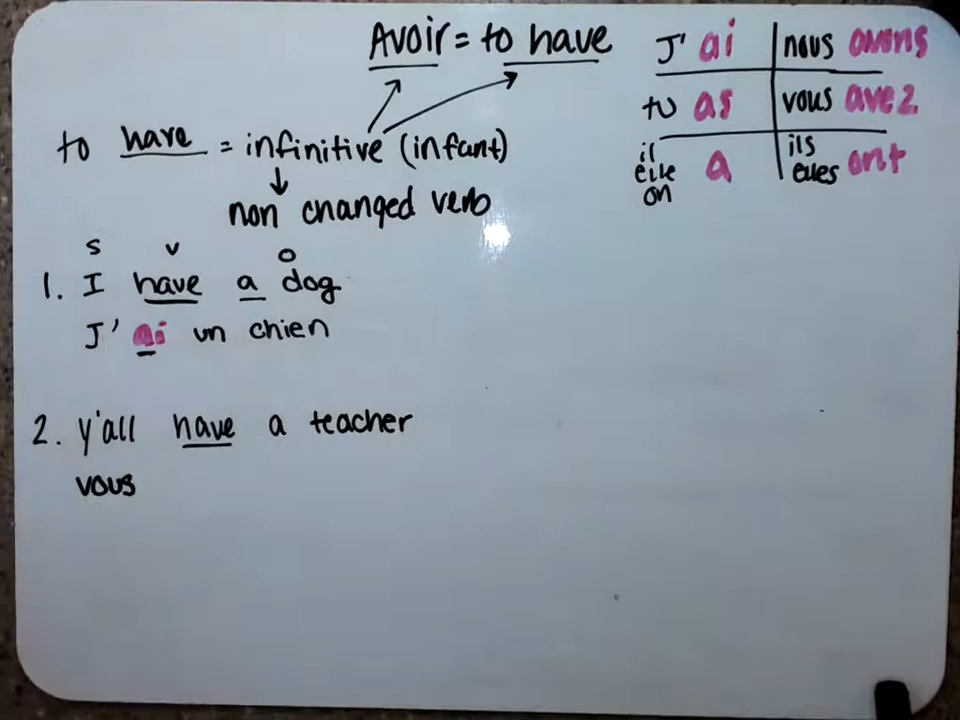 Avoir = to have
J' ai nous avons
tu as vous avez
il elle on a ils elles ont
to have = infinitive (infant)
non changed verb
S V O
1. I have a dog
J' ai un chien
2. y'all have a teacher
vous